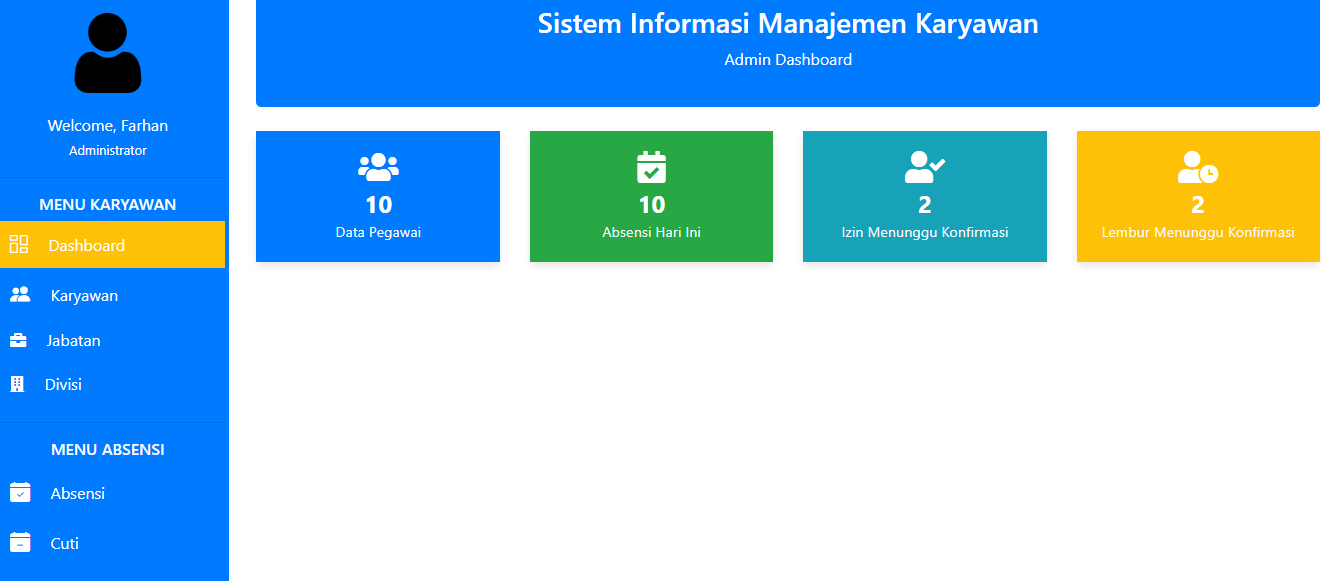 Welcome, Farhan
Administrator
MENU KARYAWAN
Dashboard
Karyawan
Jabatan
Divisi
MENU ABSENSI
Absensi
Cuti
Sistem Informasi Manajemen Karyawan
Admin Dashboard
10
Data Pegawai
10
Absensi Hari Ini
2
Izin Menunggu Konfirmasi
2
Lembur Menunggu Konfirmasi